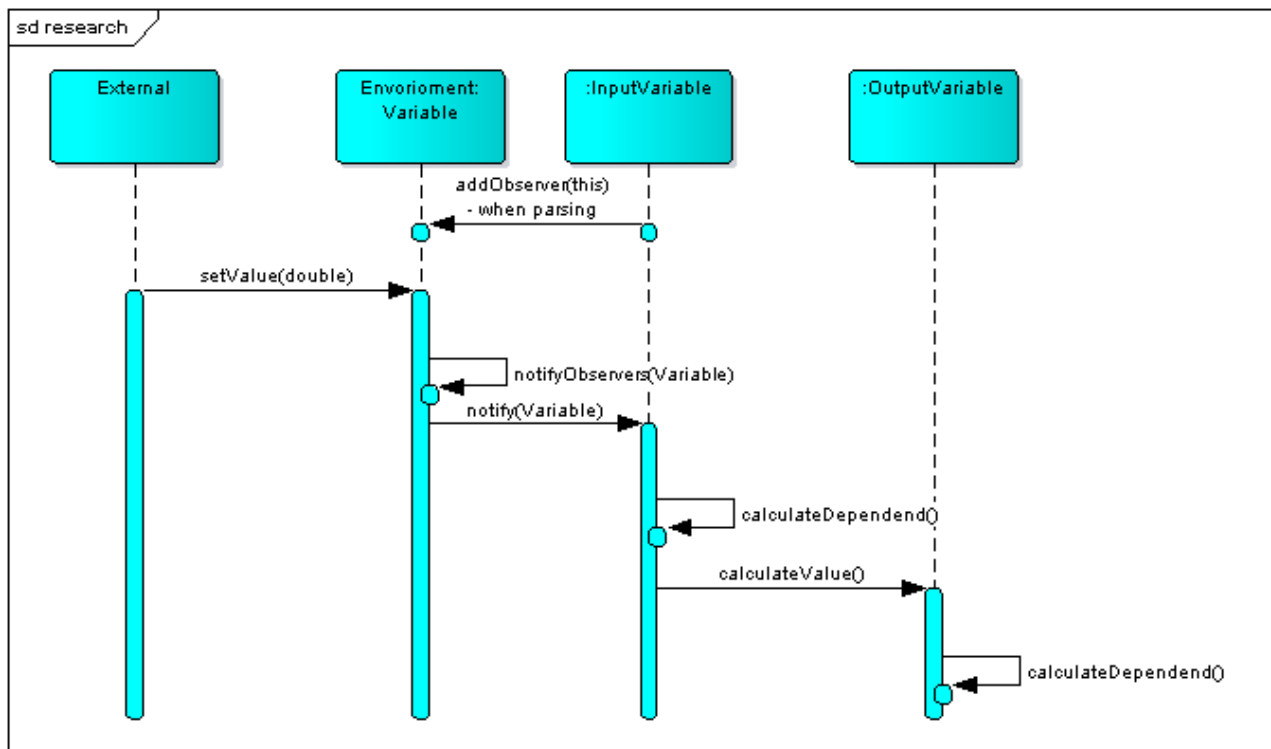 sd research
External
Envorioment:
Variable
:InputVariable
:OutputVariable
addObserver(this)
- when parsing
setValue(double)
notifyObservers(Variable)
notify(Variable)
calculateDependend()
calculateValue()
calculateDependend()